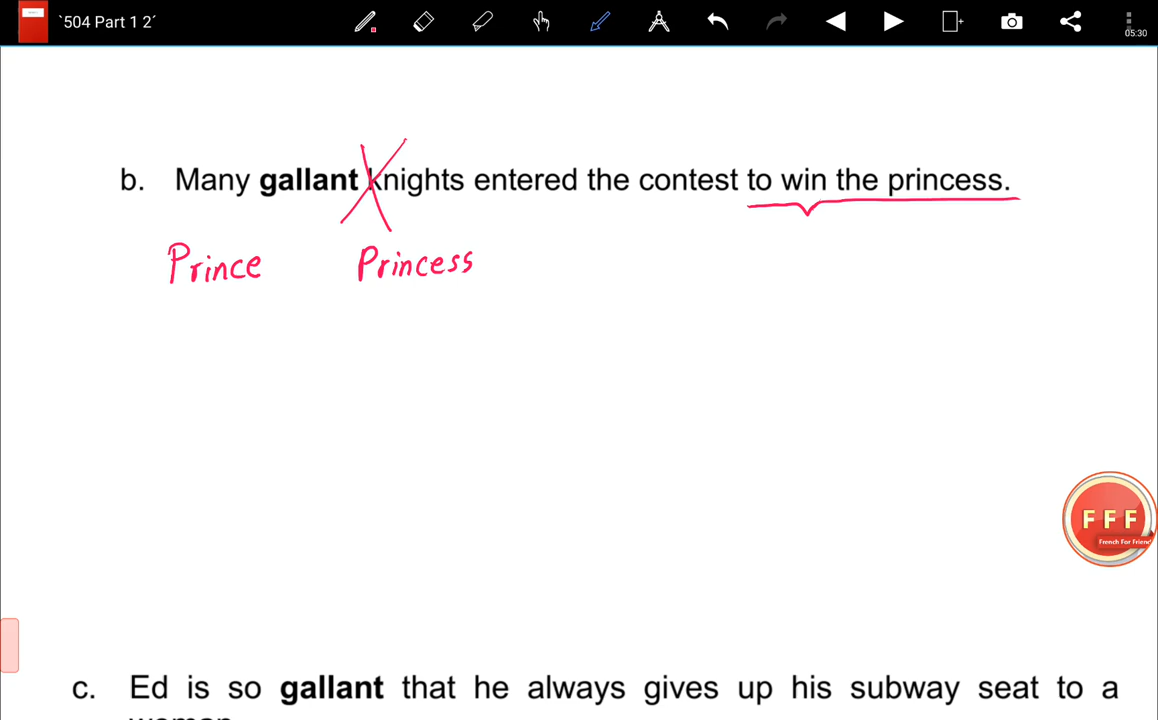 `504 Part 1 2´
05:30
b. Many gallant knights entered the contest to win the princess.
Prince Princess
FFF
French For Friend
c. Ed is so gallant that he always gives up his subway seat to a
woman